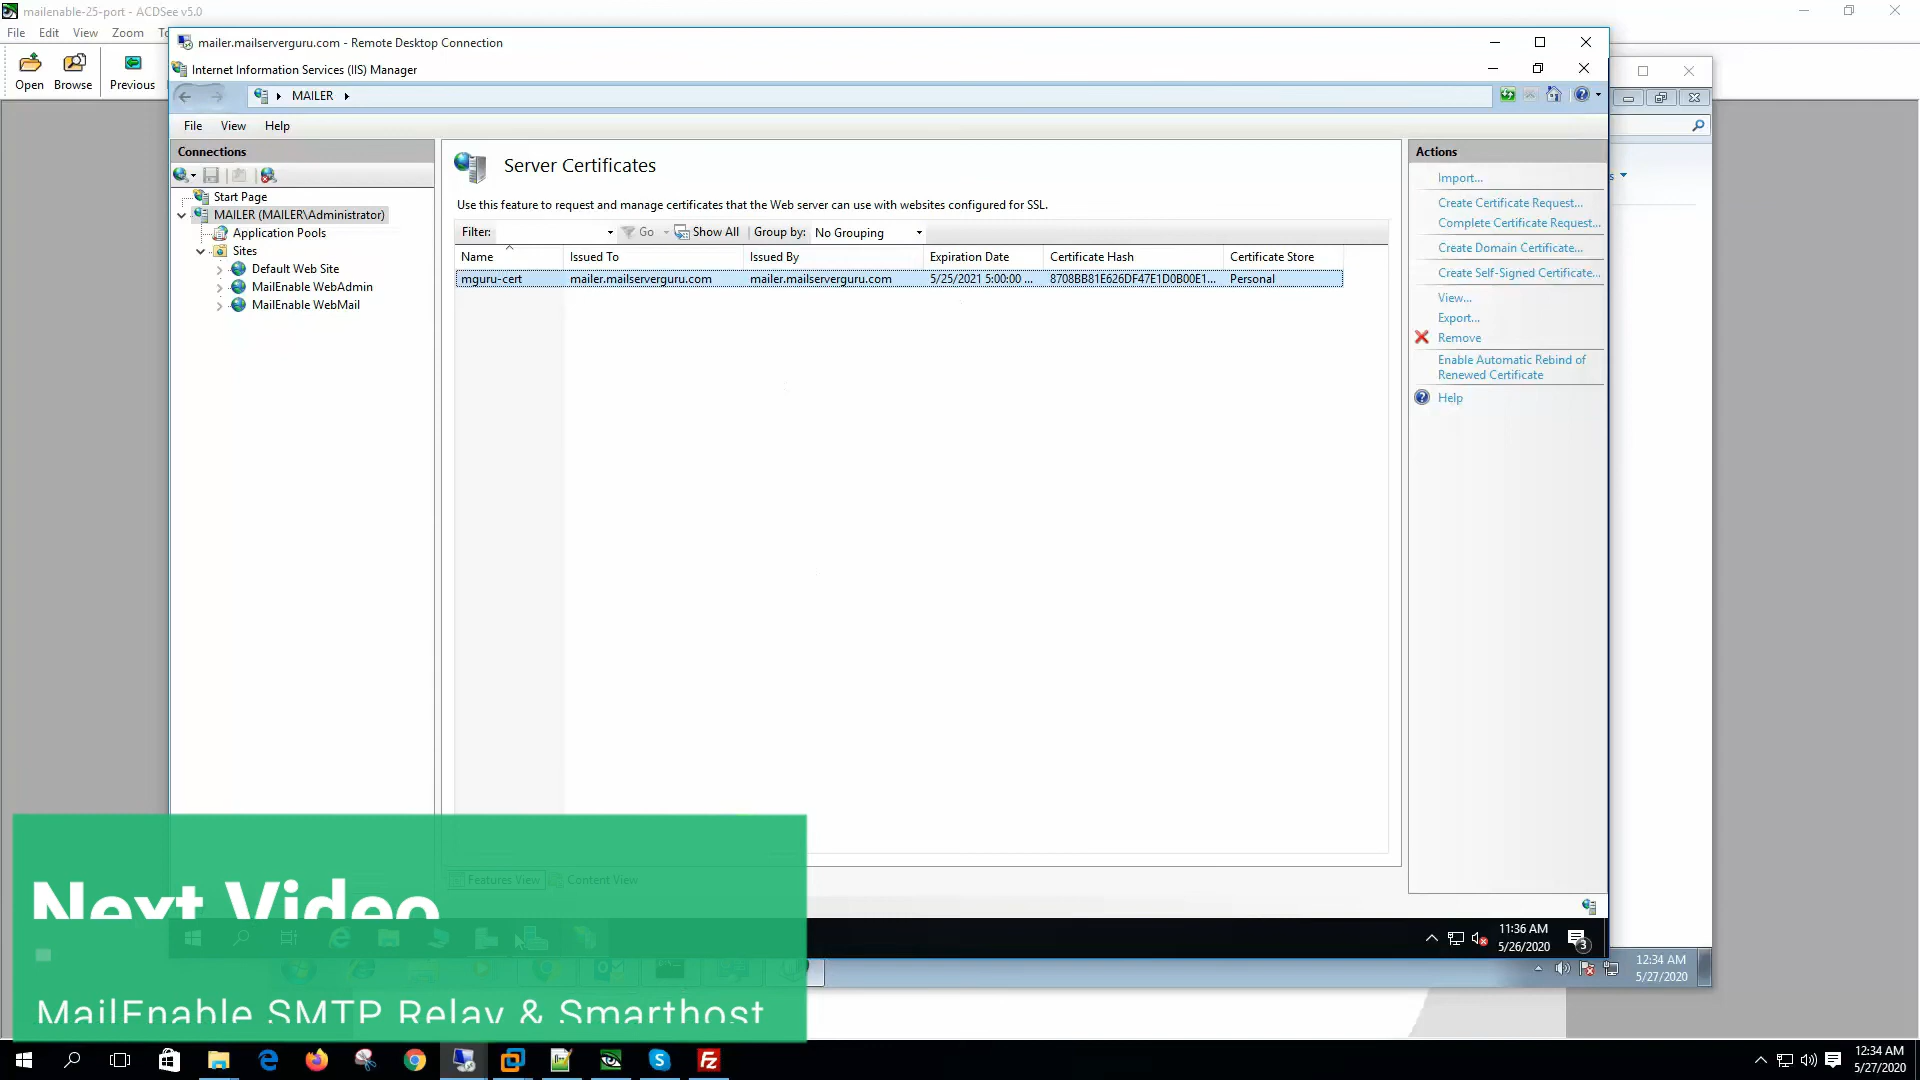 mailenable-25-port - ACDSee v5.0
File Edit View Zoom
Open Browse Previous
mailer.mailserverguru.com - Remote Desktop Connection
Internet Information Services (IIS) Manager
MAILER
File View Help
Connections
Start Page
MAILER (MAILER\Administrator)
Application Pools
Sites
Default Web Site
MailEnable WebAdmin
MailEnable WebMail
Server Certificates
Use this feature to request and manage certificates that the Web server can use with websites configured for SSL.
Filter: Go Show All Group by: No Grouping
Name Issued To Issued By Expiration Date Certificate Hash Certificate Store
mguru-cert mailer.mailserverguru.com mailer.mailserverguru.com 5/25/2021 5:00:00 ... 8708BB81E626DF47E1D0B00E1... Personal
Actions
Import...
Create Certificate Request...
Complete Certificate Request...
Create Domain Certificate...
Create Self-Signed Certificate...
View...
Export...
Remove
Enable Automatic Rebind of
Renewed Certificate
Help
Features View Content View
Next Video
MailEnable SMTP Relay & Smarthost
11:36 AM
5/26/2020
3
12:34 AM
5/27/2020
12:34 AM
5/27/2020